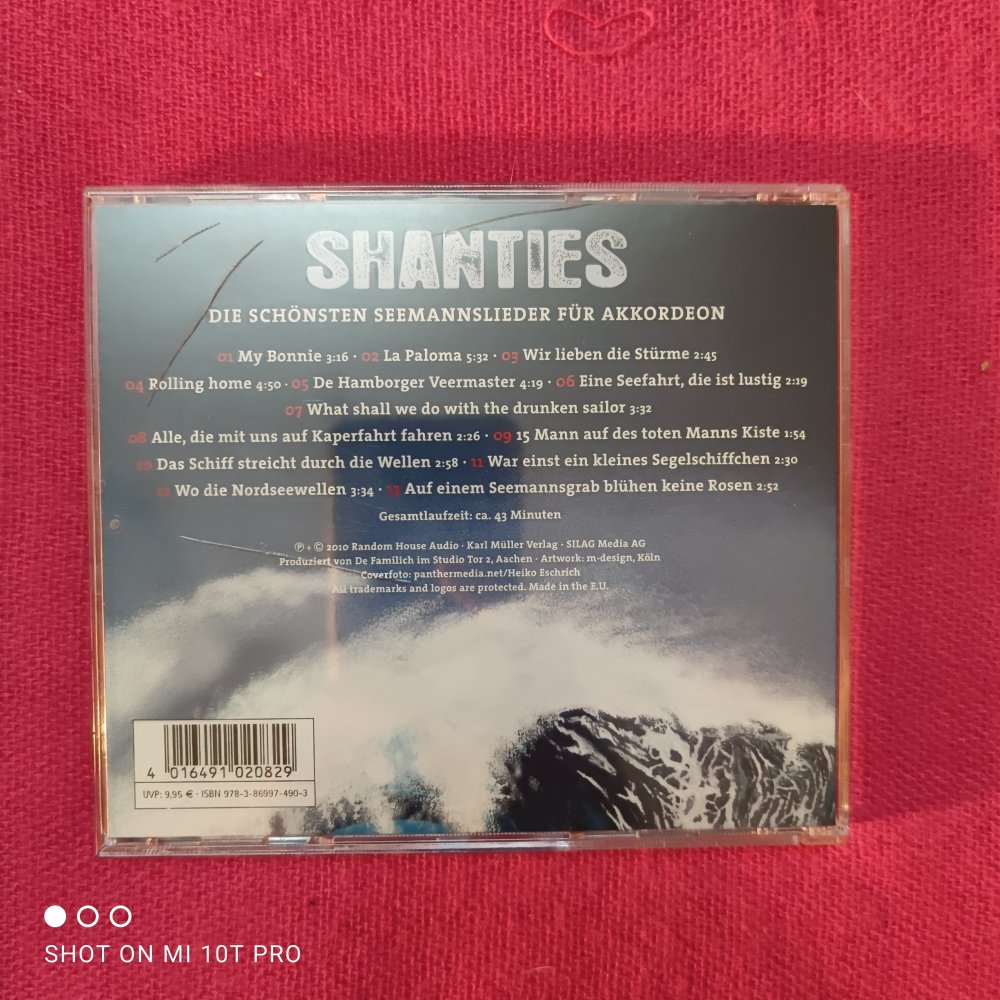 SHANTIES
DIE SCHÖNSTEN SEEMANNSLIEDER FÜR AKKORDEON
01 My Bonnie 3:16 · 02 La Paloma 5:32 · 03 Wir lieben die Stürme 2:45
04 Rolling home 4:50 · 05 De Hamborger Veermaster 4:19 · 06 Eine Seefahrt, die ist lustig 2:19
07 What shall we do with the drunken sailor 3:32
08 Alle, die mit uns auf Kaperfahrt fahren 2:26 · 09 15 Mann auf des toten Manns Kiste 1:54
10 Das Schiff streicht durch die Wellen 2:58 · 11 War einst ein kleines Segelschiffchen 2:30
12 Wo die Nordseewellen 3:34 · 13 Auf einem Seemannsgrab blühen keine Rosen 2:52
Gesamtlaufzeit: ca. 43 Minuten
℗ + © 2010 Random House Audio · Karl Müller Verlag - SILAG Media AG
Produziert von De Familich im Studio Tor 2, Aachen · Artwork: m-design, Köln
Coverfoto: panthermedia.net/Heiko Eschrich
All trademarks and logos are protected. Made in the E.U.
4 016491 020829
UVP: 9,95 € · ISBN 978-3-86997-490-3
SHOT ON MI 10T PRO